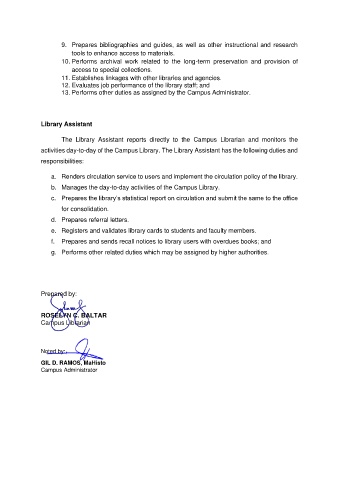 9. Prepares bibliographies and guides, as well as other instructional and research
tools to enhance access to materials.
10. Performs archival work related to the long-term preservation and provision of
access to special collections.
11. Establishes linkages with other libraries and agencies.
12. Evaluates job performance of the library staff; and
13. Performs other duties as assigned by the Campus Administrator.
Library Assistant
The Library Assistant reports directly to the Campus Librarian and monitors the
activities day-to-day of the Campus Library. The Library Assistant has the following duties and
responsibilities:
a. Renders circulation service to users and implement the circulation policy of the library.
b. Manages the day-to-day activities of the Campus Library.
c. Prepares the library's statistical report on circulation and submit the same to the office
for consolidation.
d. Prepares referral letters.
e. Registers and validates library cards to students and faculty members.
f. Prepares and sends recall notices to library users with overdues books; and
g. Performs other related duties which may be assigned by higher authorities.
Prepared by:
ROSELYN C. BALTAR
Campus Librarian
Noted by:
GIL D. RAMOS, MaHisto
Campus Administrator